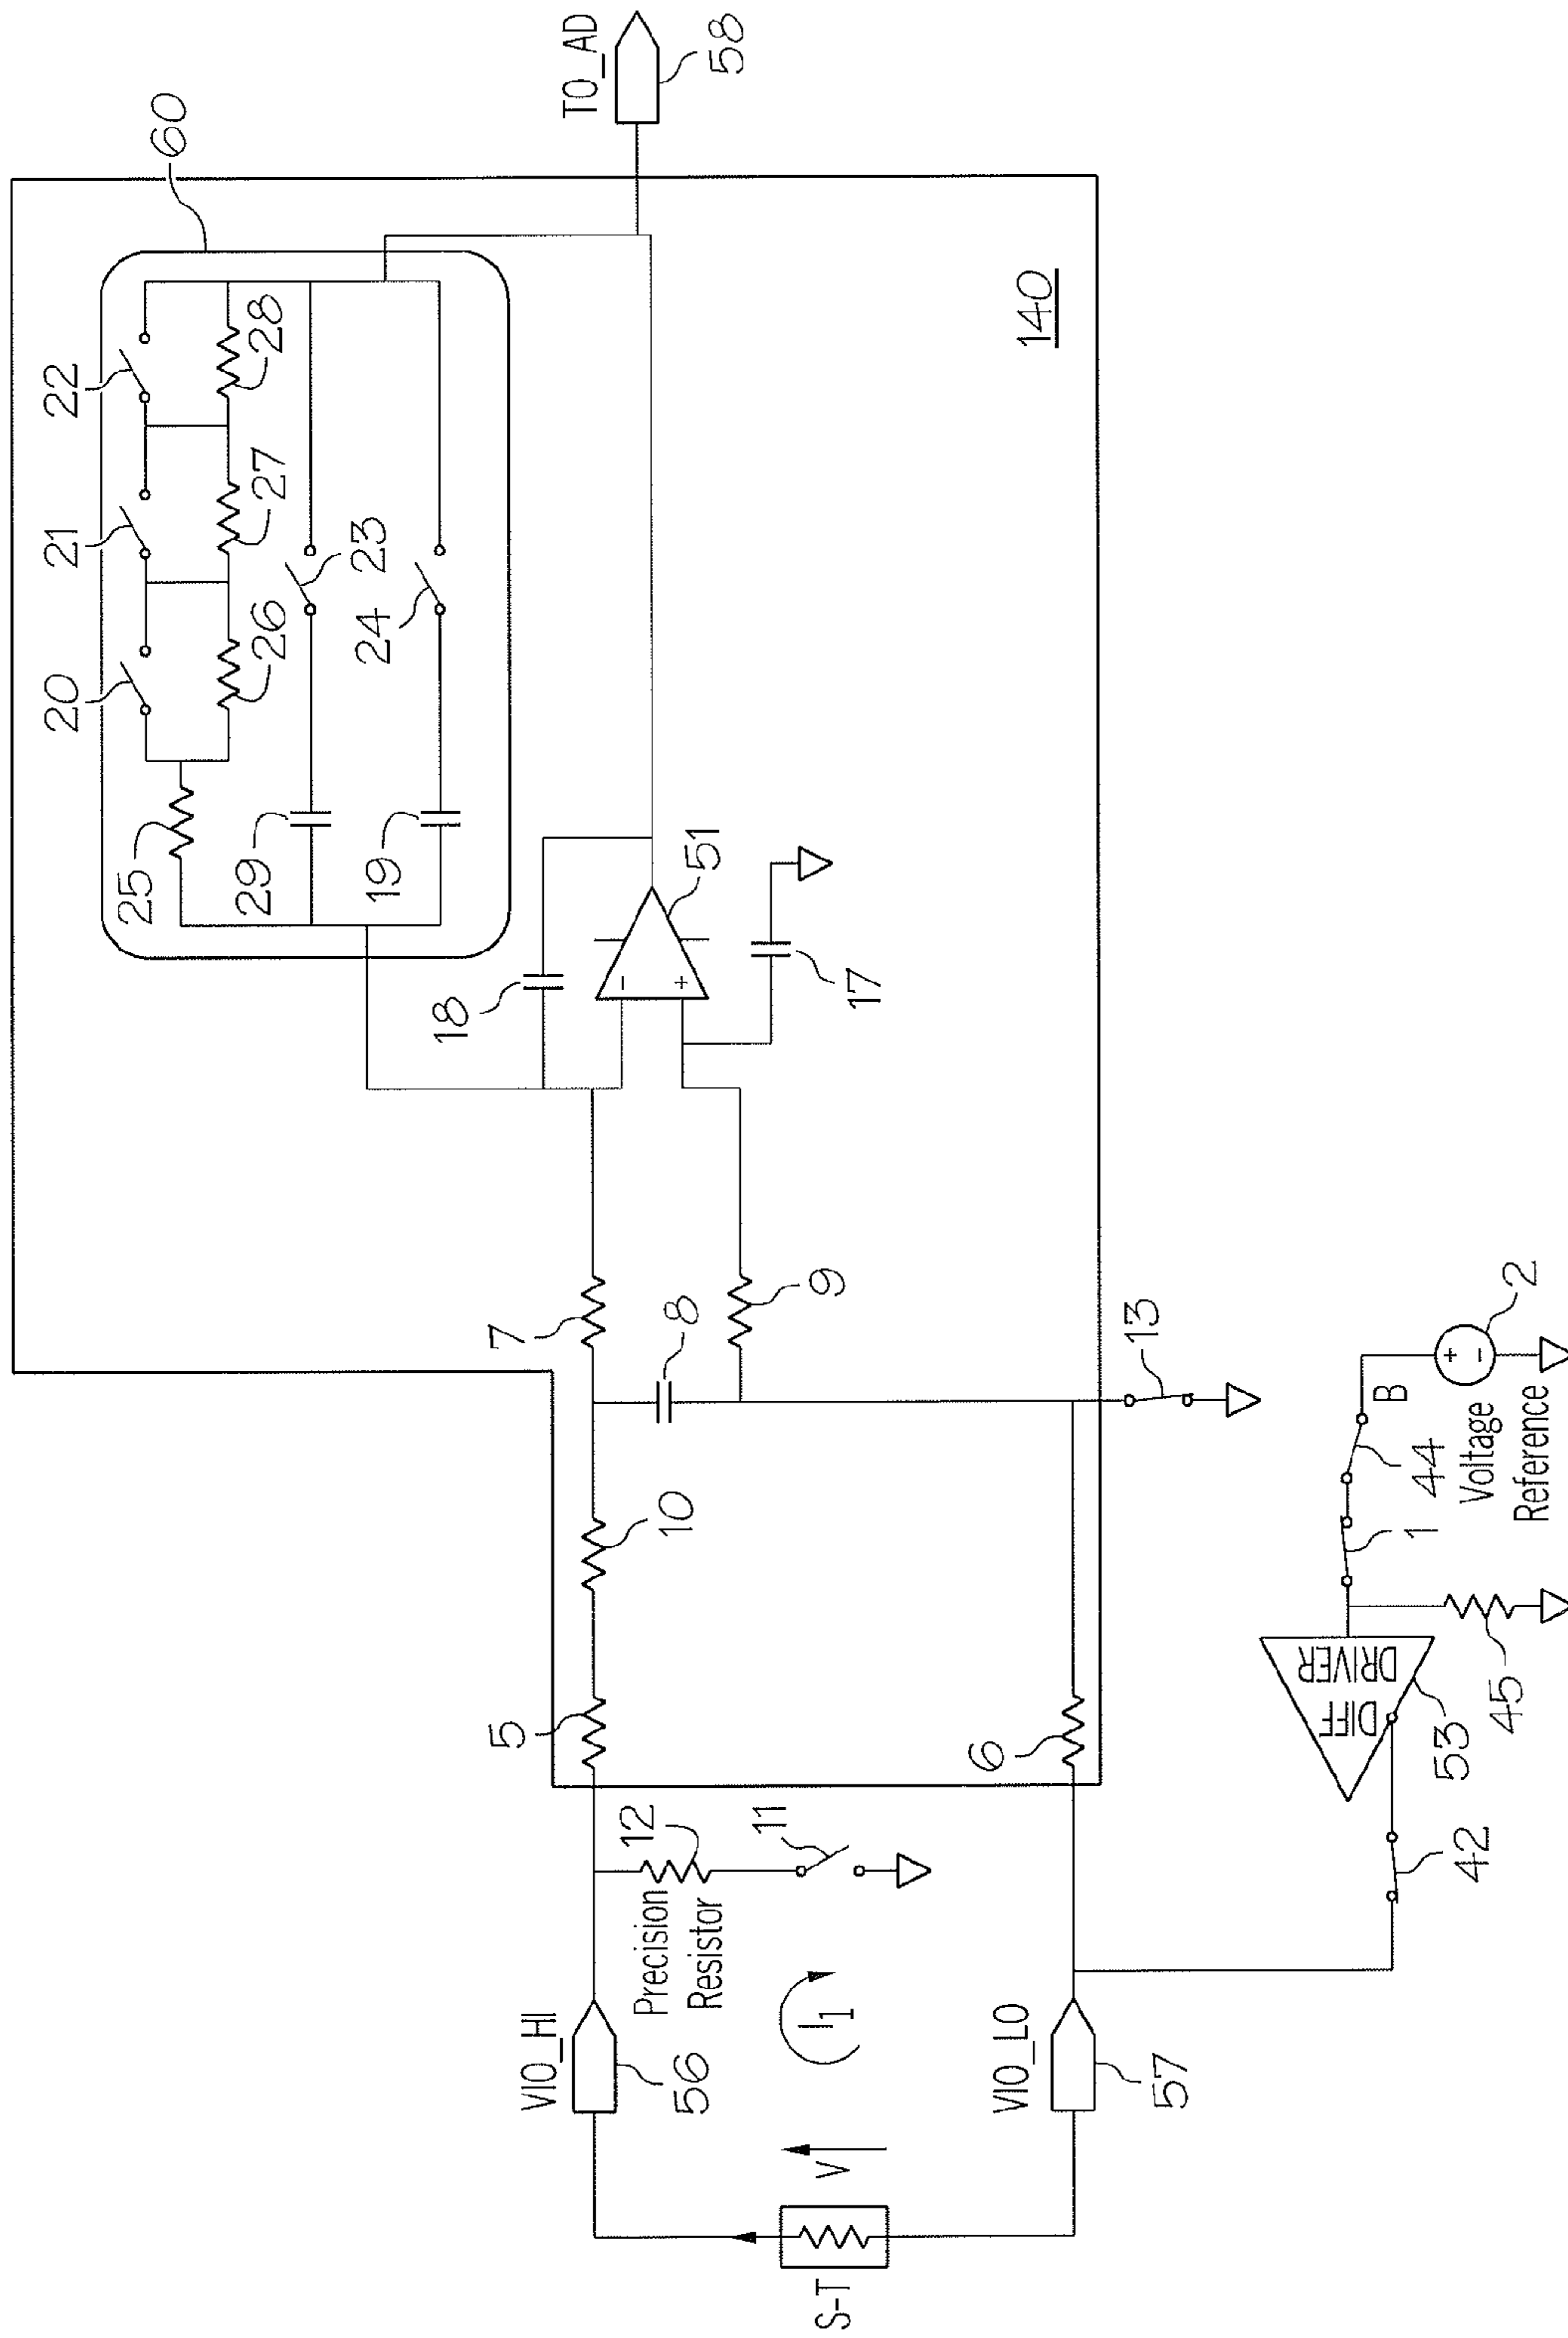 TO_AD
58
60
22
28
21
27
23
20
26
24
25
29
19
140
18
51
17
7
8
9
13
5
10
6
VIO_HI
56
12
Precision
Resistor
11
I1
V
S-T
VIO_LO
57
-
+
DIFF
DRIVER
53
42
45
1
44
B
Voltage
Reference
+
-
2